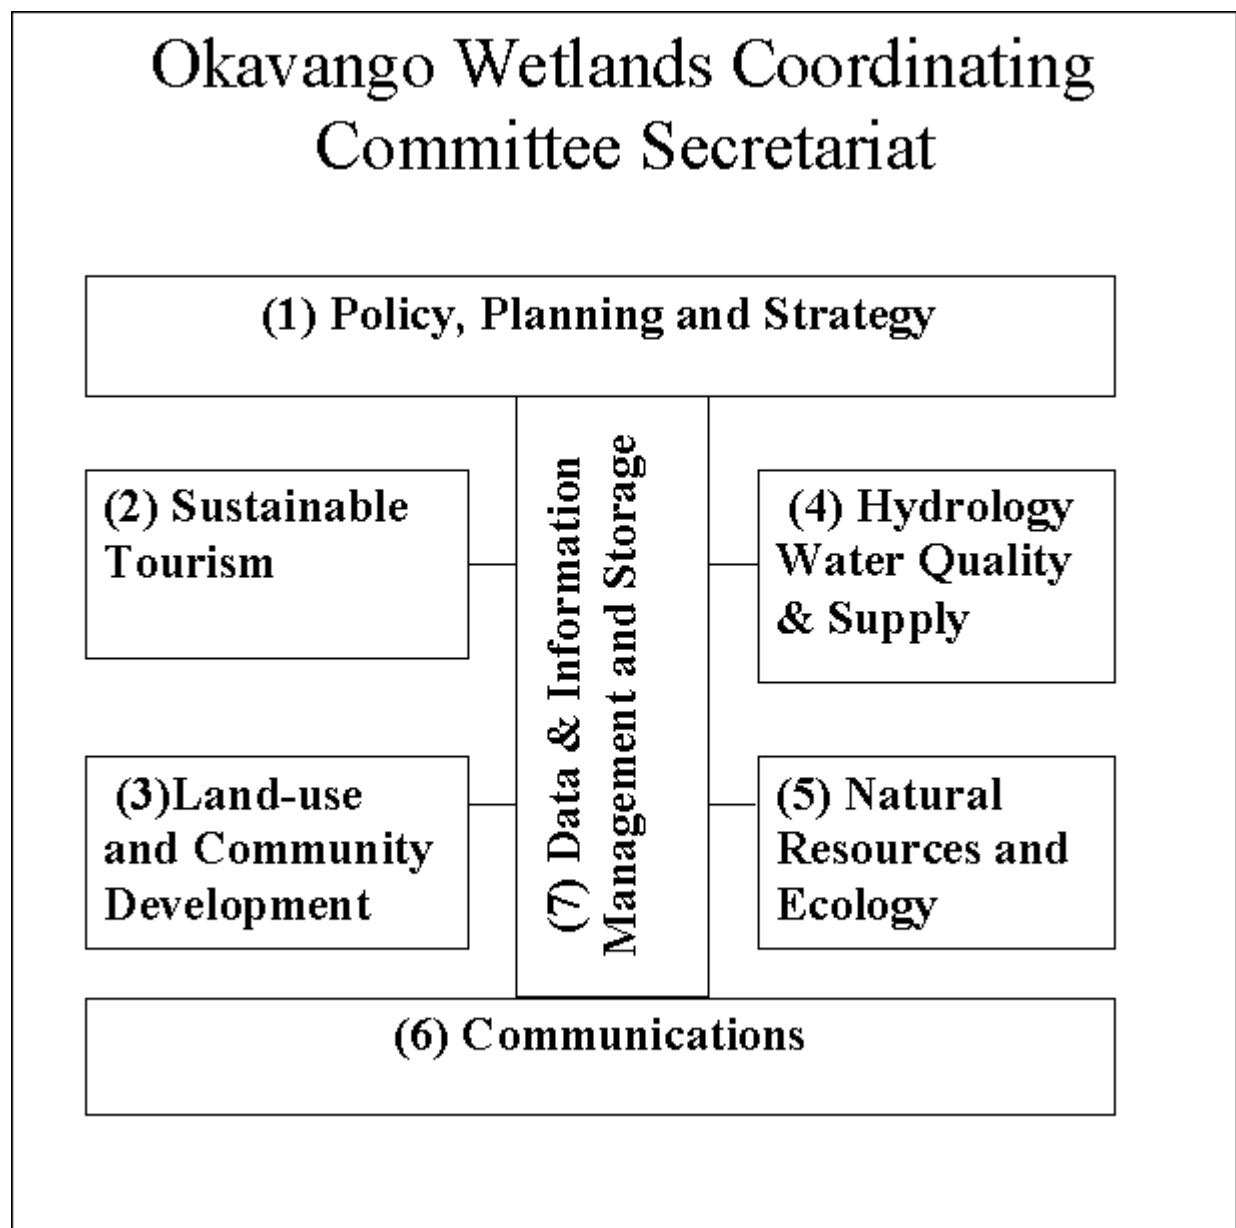 Okavango Wetlands Coordinating
Committee Secretariat
(1) Policy, Planning and Strategy
(2) Sustainable
Tourism
(3)Land-use
and Community
Development
(7) Data & Information
Management and Storage
(4) Hydrology
Water Quality
& Supply
(5) Natural
Resources and
Ecology
(6) Communications